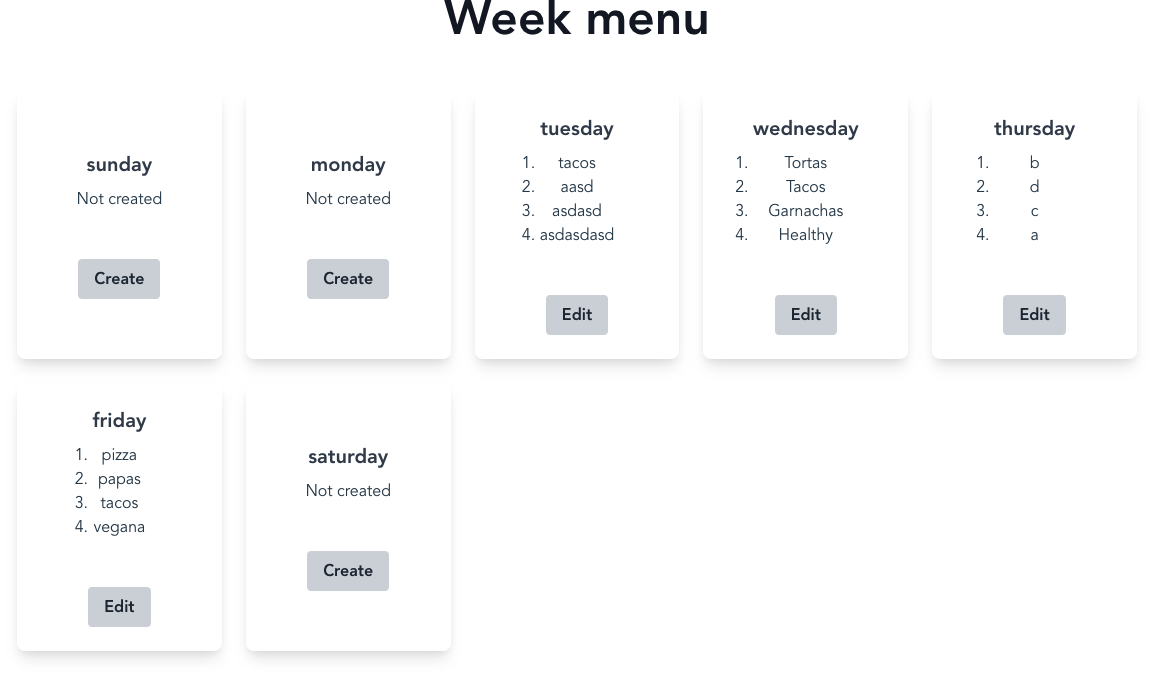 Week menu
sunday
Not created
Create
monday
Not created
Create
tuesday
1. tacos
2. aasd
3. asdasd
4. asdasdasd
Edit
wednesday
1. Tortas
2. Tacos
3. Garnachas
4. Healthy
Edit
thursday
1. b
2. d
3. c
4. a
Edit
friday
1. pizza
2. papas
3. tacos
4. vegana
Edit
saturday
Not created
Create